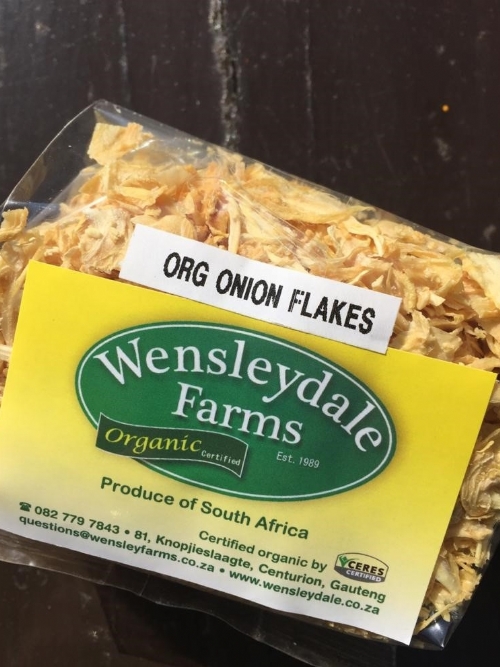 ORG ONION FLAKES
Wensleydale
Farms
Organic Certified
Est. 1989
Produce of South Africa
Certified organic by
CERES
CERTIFIED
☎ 082 779 7843 • 81, Knopjieslaagte, Centurion, Gauteng
questions@wensleyfarms.co.za • www.wensleydale.co.za